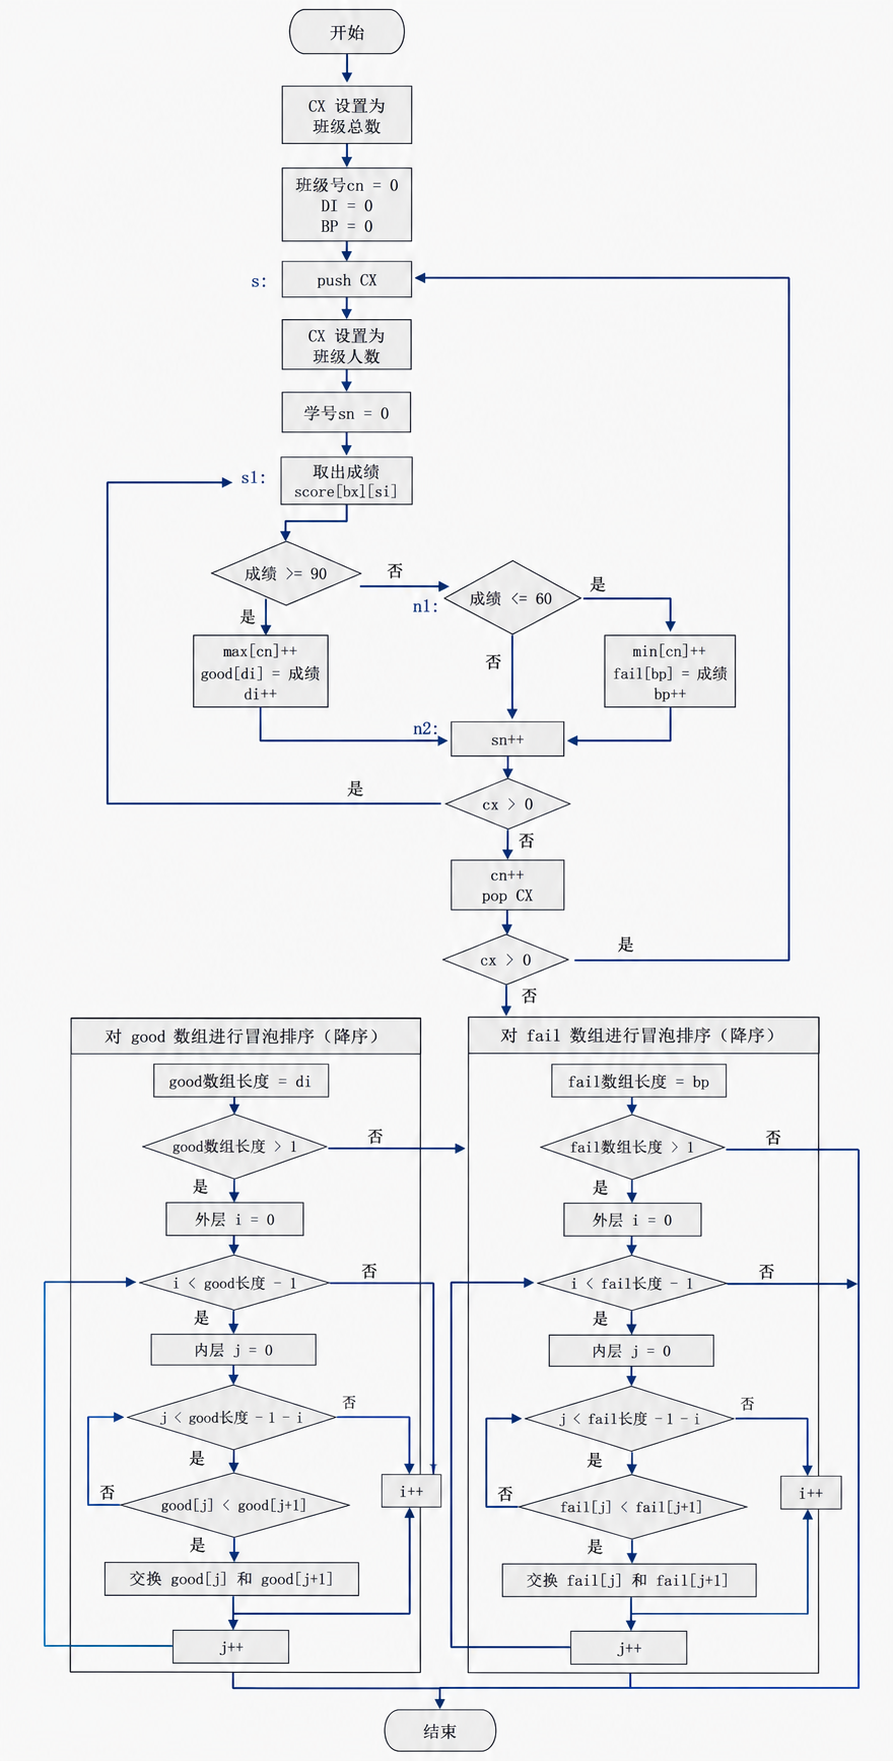 开始
CX 设置为
班级总数
班级号cn = 0
DI = 0
BP = 0
s:
push CX
CX 设置为
班级人数
学号sn = 0
s1:
取出成绩
score[bx][si]
成绩 >= 90
否
n1:
成绩 <= 60
是
是
max[cn]++
good[di] = 成绩
di++
否
min[cn]++
fail[bp] = 成绩
bp++
n2:
sn++
是
cx > 0
否
cn++
pop CX
cx > 0
是
否
对 good 数组进行冒泡排序（降序）
good数组长度 = di
good数组长度 > 1
否
是
外层 i = 0
i < good长度 - 1
否
是
内层 j = 0
j < good长度 -1-i
否
是
good[j] < good[j+1]
否
i++
是
交换 good[j] 和 good[j+1]
j++
对 fail 数组进行冒泡排序（降序）
fail数组长度 = bp
fail数组长度 > 1
否
是
外层 i = 0
i < fail长度 - 1
否
是
内层 j = 0
j < fail长度 -1-i
否
是
fail[j] < fail[j+1]
否
i++
是
交换 fail[j] 和 fail[j+1]
j++
结束